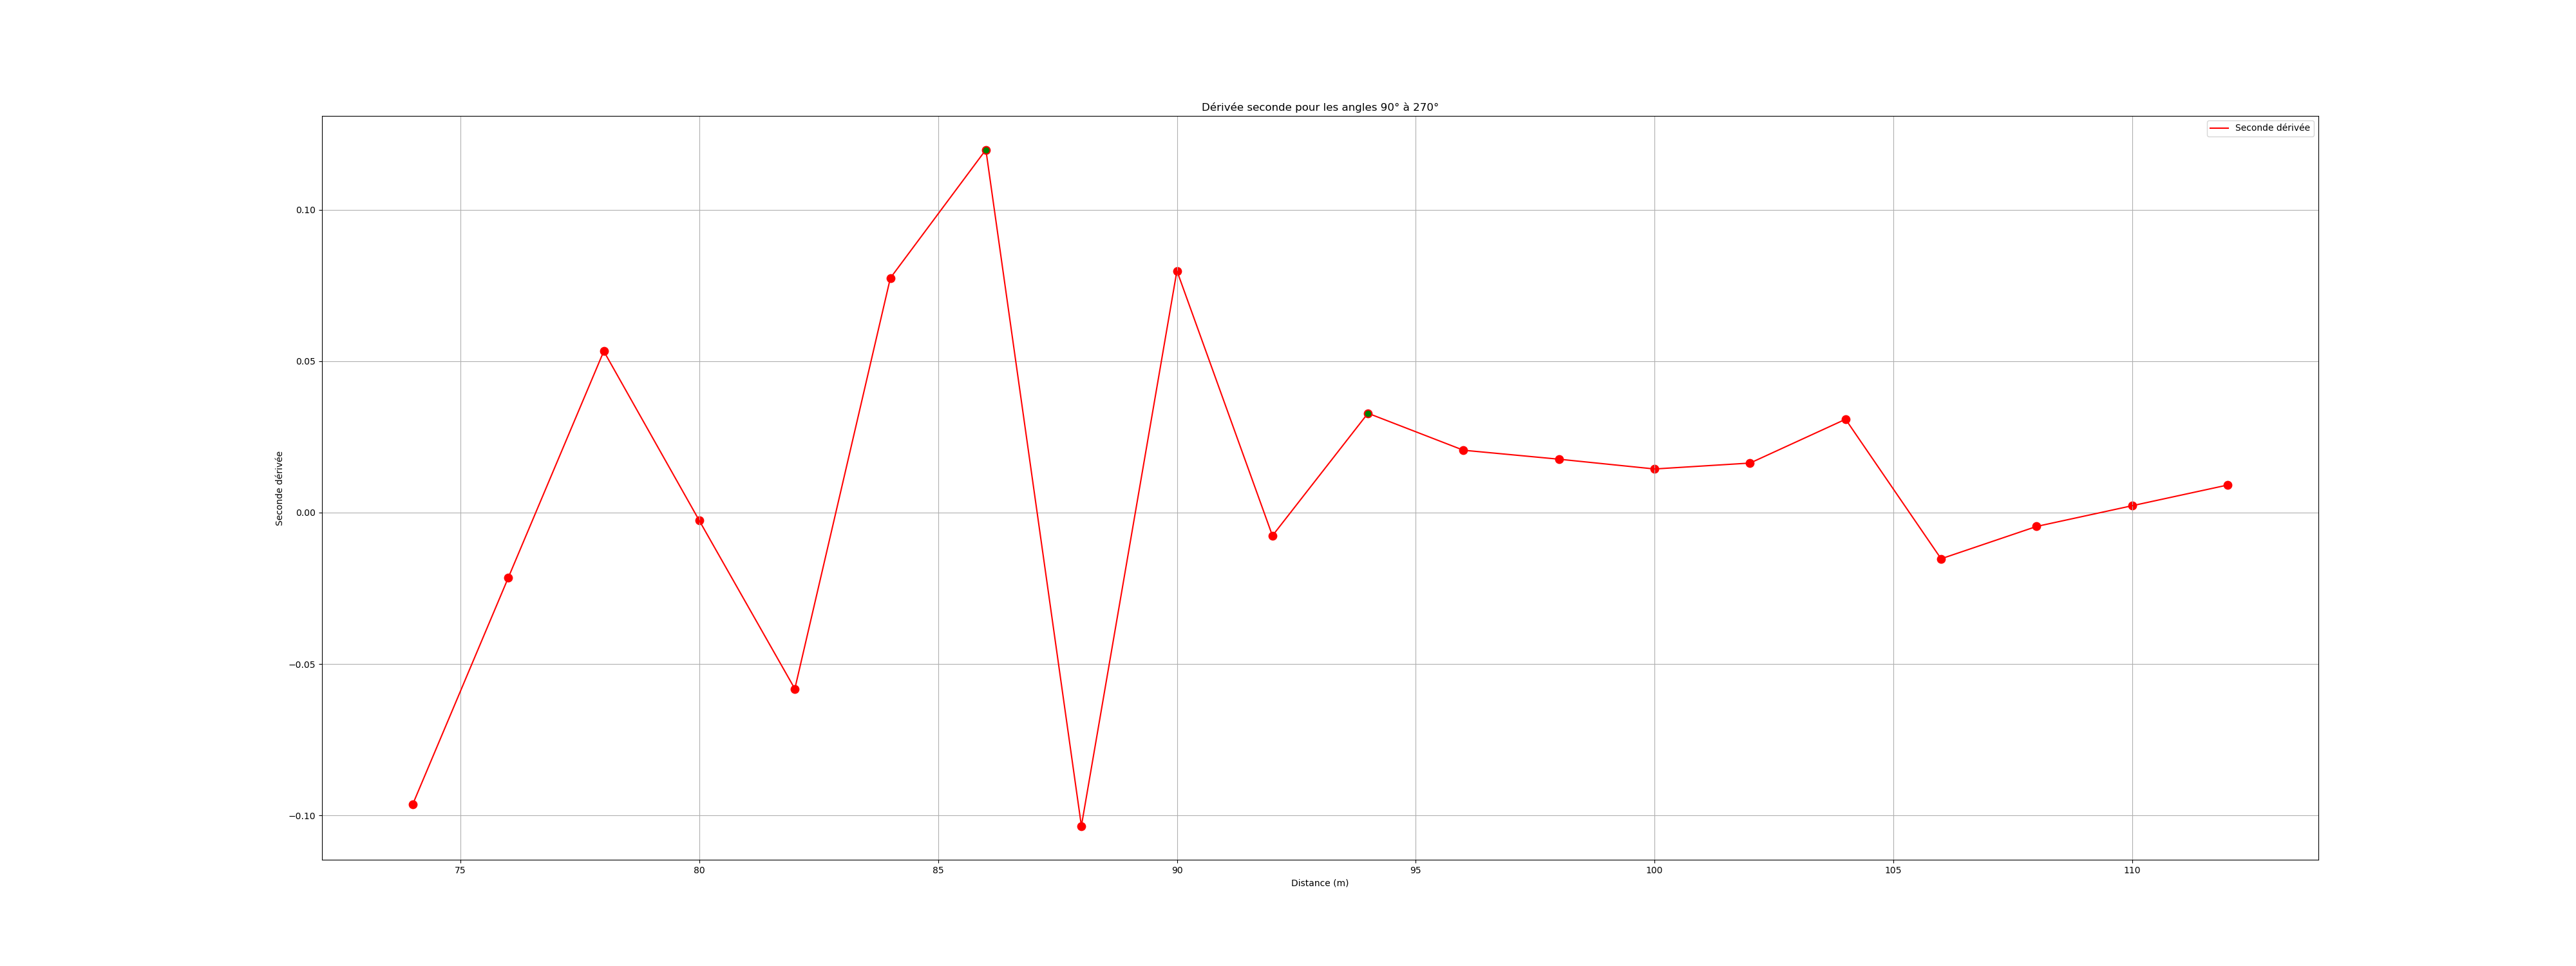 Dérivée seconde pour les angles 90° à 270°
Seconde dérivée
0.10
0.05
0.00
−0.05
−0.10
Seconde dérivée
75 80 85 90 95 100 105 110
Distance (m)